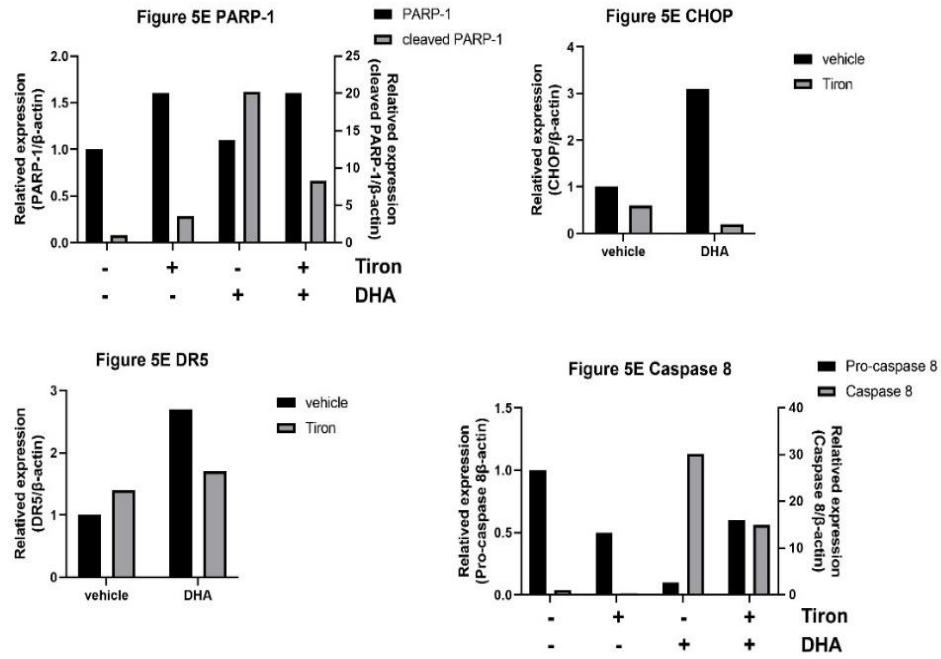 Figure 5E PARP-1
PARP-1
cleaved PARP-1
Relatived expression
(PARP-1/β-actin)
2.0
1.5
1.0
0.5
0.0
25
20
15
10
5
0
Relatived expression
(cleaved PARP-1/β-actin)
- + - + Tiron
- - + + DHA
Figure 5E CHOP
vehicle
Tiron
Relatived expression
(CHOP/β-actin)
4
3
2
1
0
vehicle DHA
Figure 5E DR5
vehicle
Tiron
Relatived expression
(DR5/β-actin)
3
2
1
0
vehicle DHA
Figure 5E Caspase 8
Pro-caspase 8
Caspase 8
Relatived expression
(Pro-caspase 8β-actin)
1.5
1.0
0.5
0.0
40
30
20
10
0
Relatived expression
(Caspase 8/β-actin)
- + - + Tiron
- - + + DHA